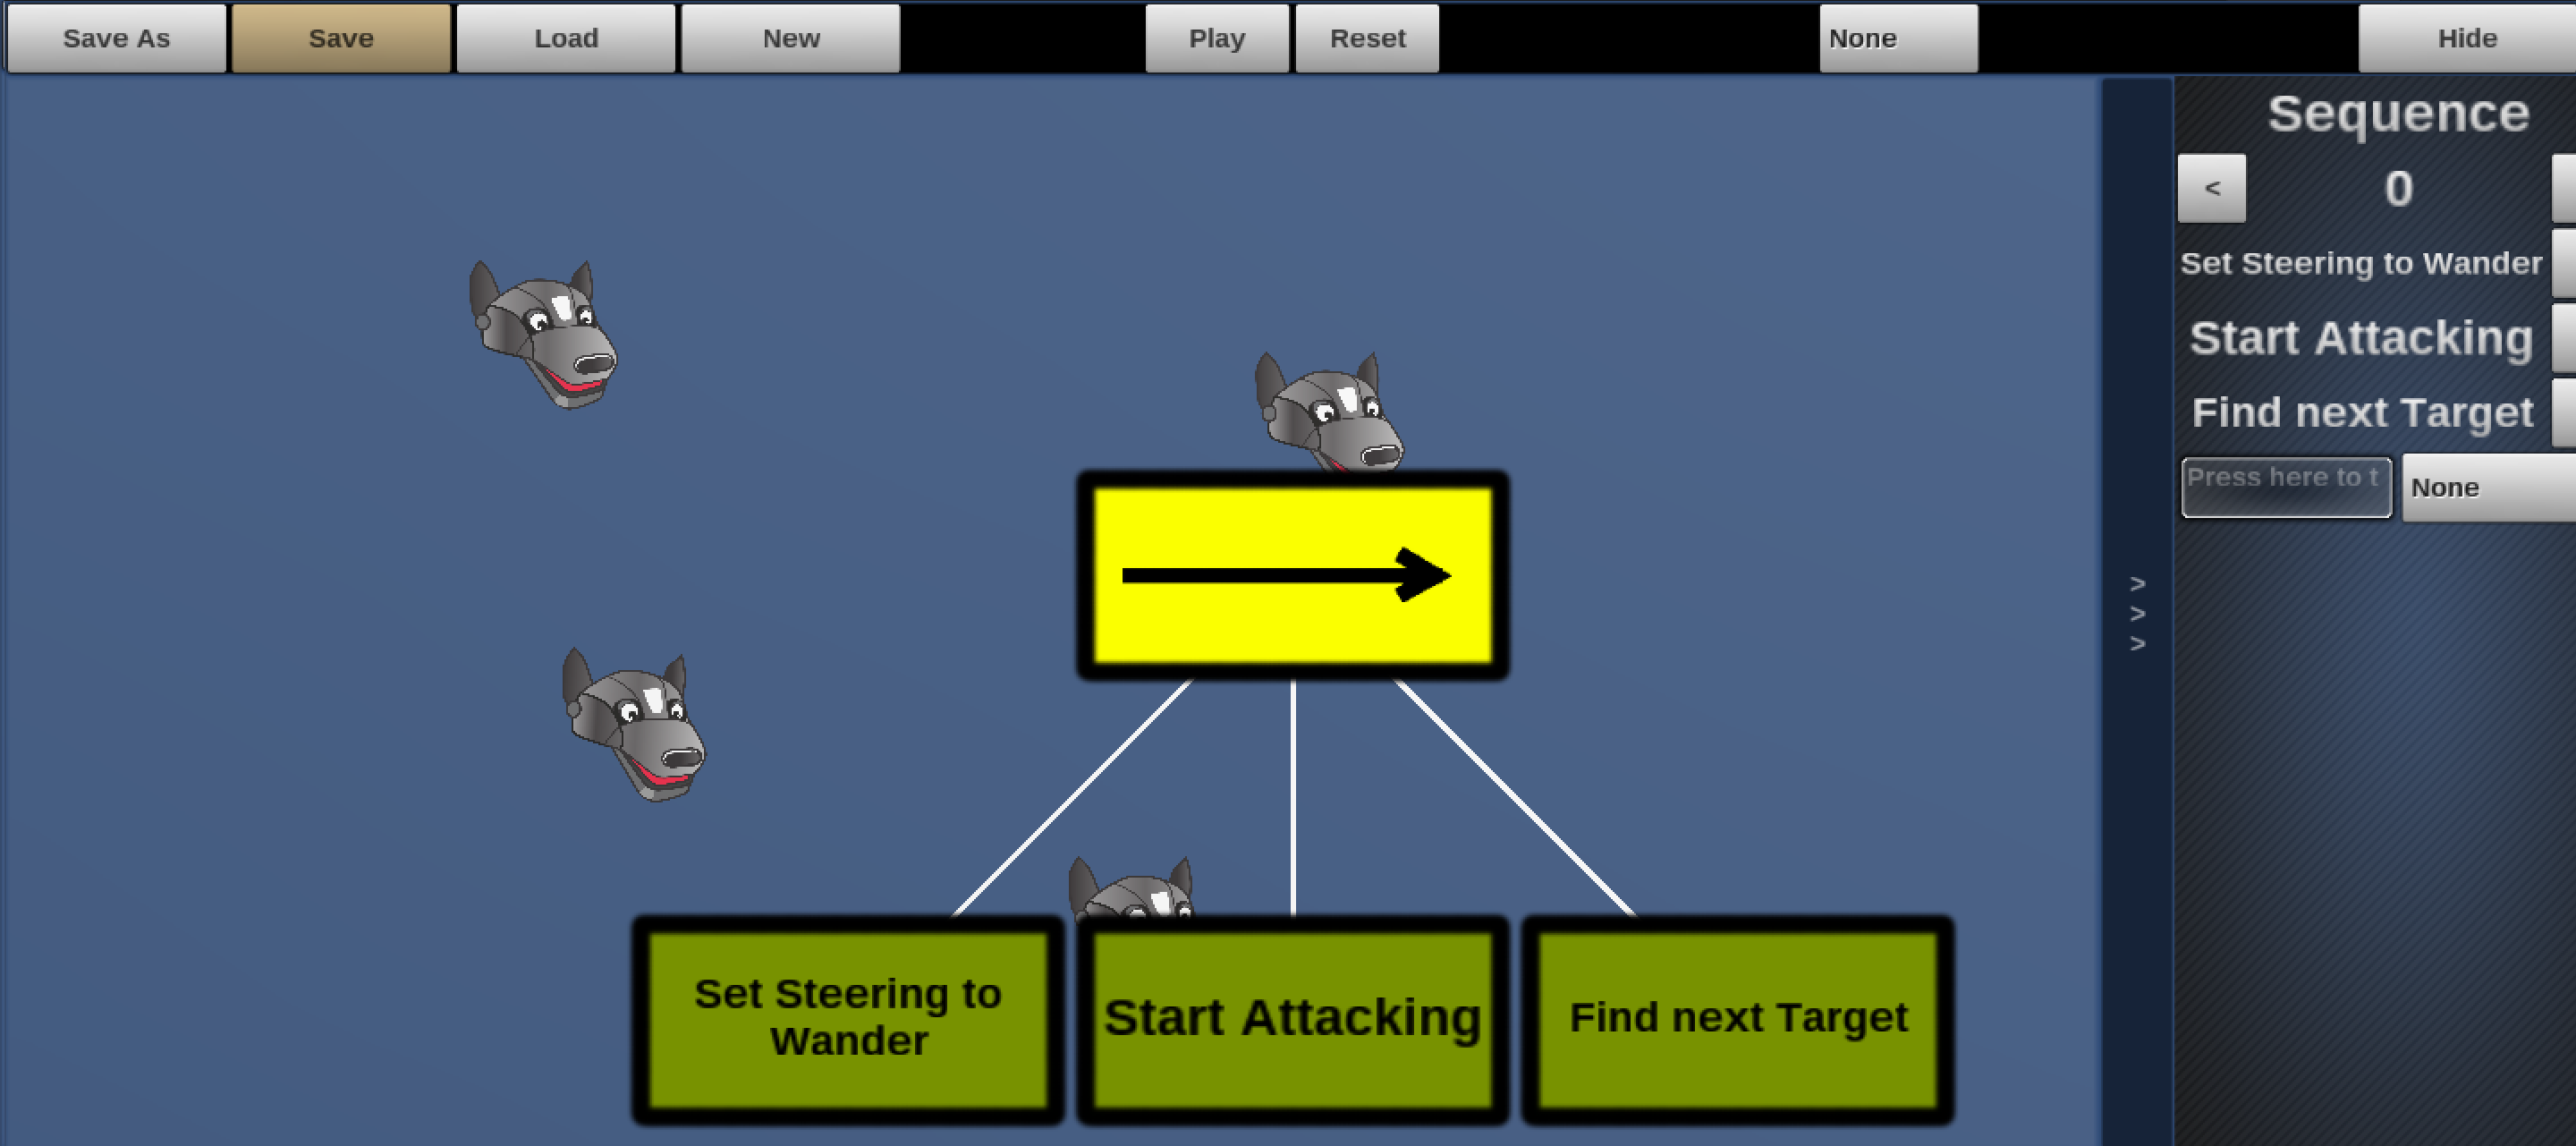 Save As
Save
Load
New
Play
Reset
None
Hide
Sequence
<
0
Set Steering to Wander
Start Attacking
Find next Target
Press here to t
None
>
>
>
Set Steering to
Wander
Start Attacking
Find next Target